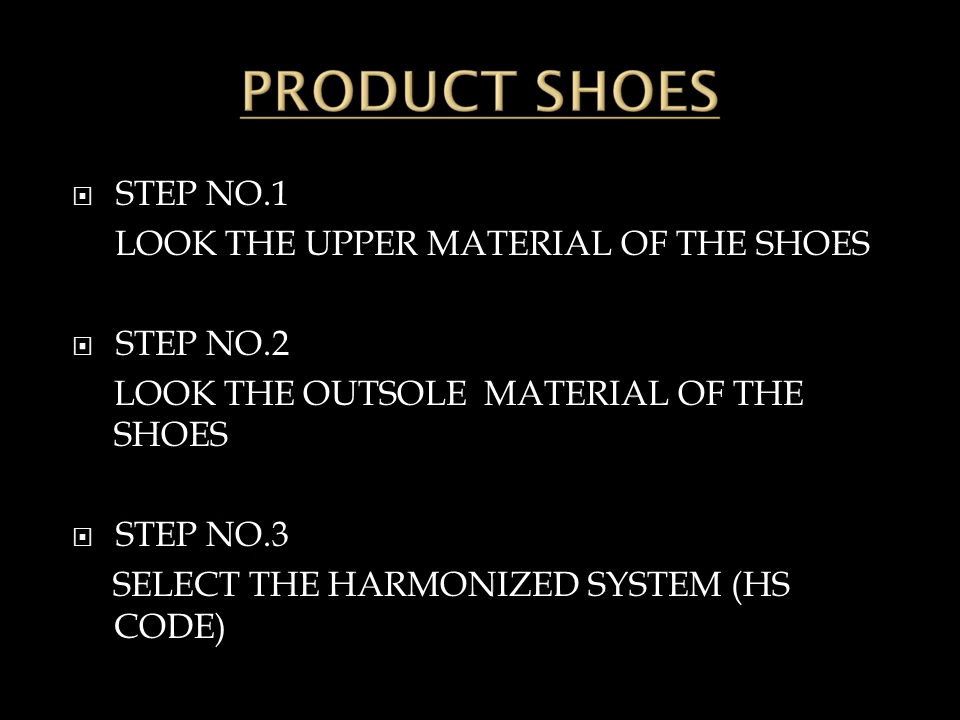 PRODUCT SHOES
STEP NO.1
LOOK THE UPPER MATERIAL OF THE SHOES
STEP NO.2
LOOK THE OUTSOLE MATERIAL OF THE
SHOES
STEP NO.3
SELECT THE HARMONIZED SYSTEM (HS
CODE)